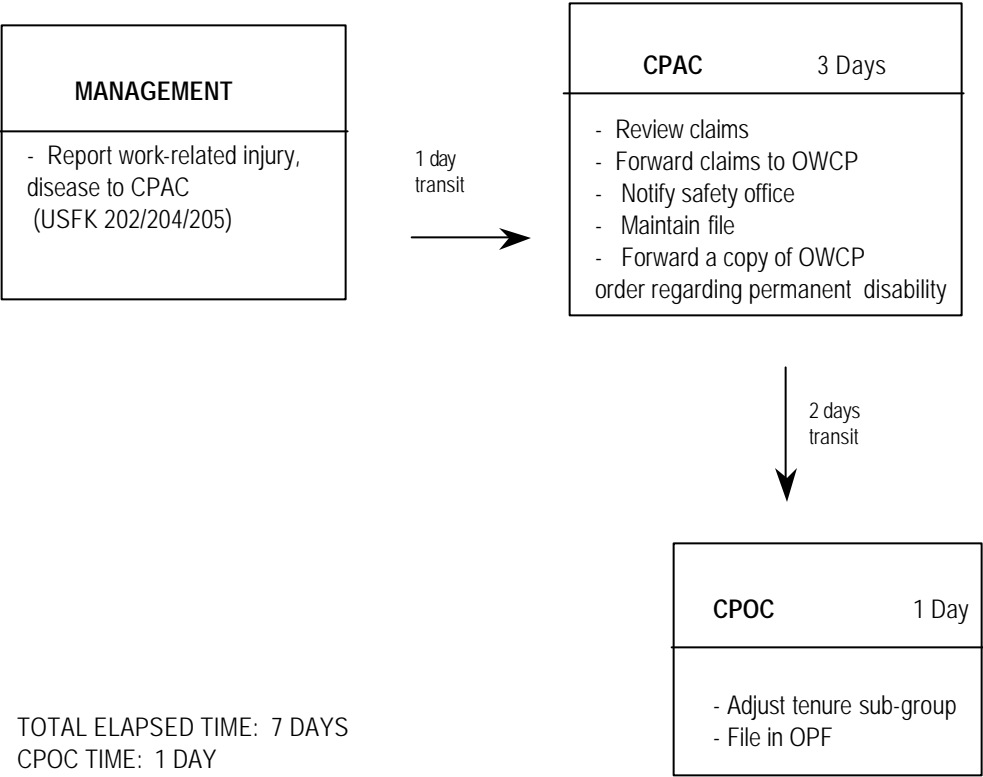 MANAGEMENT
- Report work-related injury,
disease to CPAC
(USFK 202/204/205)
1 day
transit
CPAC 3 Days
- Review claims
- Forward claims to OWCP
- Notify safety office
- Maintain file
- Forward a copy of OWCP
order regarding permanent disability
2 days
transit
CPOC 1 Day
- Adjust tenure sub-group
- File in OPF
TOTAL ELAPSED TIME: 7 DAYS
CPOC TIME: 1 DAY